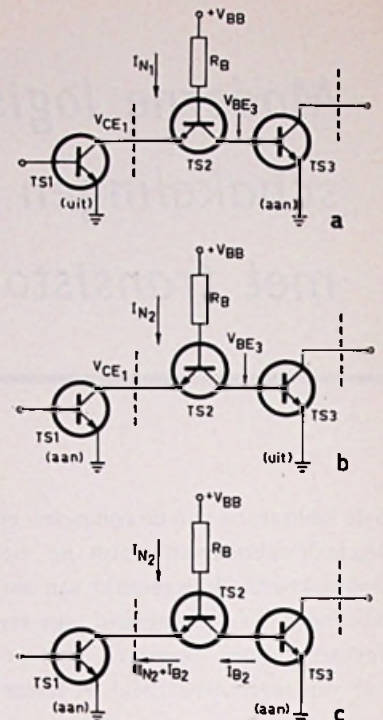 +VBB
IN1
RB
VCE1
VBE3
TS1
TS2
TS3
(uit)
(aan)
a
+VBB
IN2
RB
VCE1
VBE3
TS1
TS2
TS3
(aan)
(uit)
b
+VBB
IN2
RB
TS2
IN2+IB2
IB2
TS1
TS3
(aan)
(aan)
c